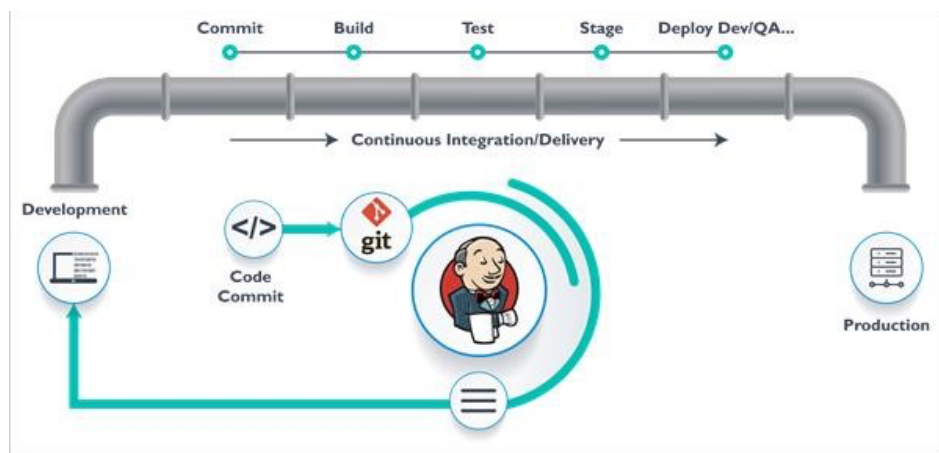 Commit
Build
Test
Stage
Deploy Dev/QA...
Continuous Integration/Delivery
Development
</>
git
Code
Commit
Production